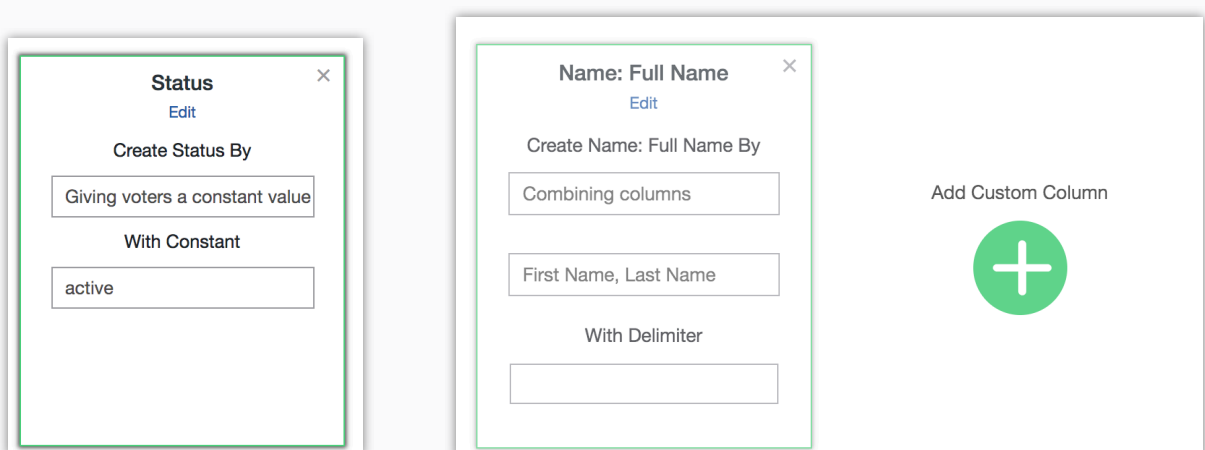 Status
Edit
Create Status By
Giving voters a constant value
With Constant
active
Name: Full Name
Edit
Create Name: Full Name By
Combining columns
First Name, Last Name
With Delimiter
Add Custom Column